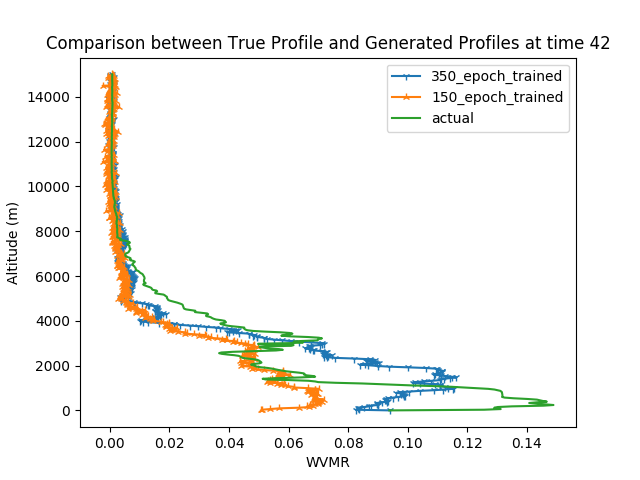 Comparison between True Profile and Generated Profiles at time 42
350_epoch_trained
150_epoch_trained
actual
14000
12000
10000
8000
6000
4000
2000
0
Altitude (m)
0.00 0.02 0.04 0.06 0.08 0.10 0.12 0.14
WVMR